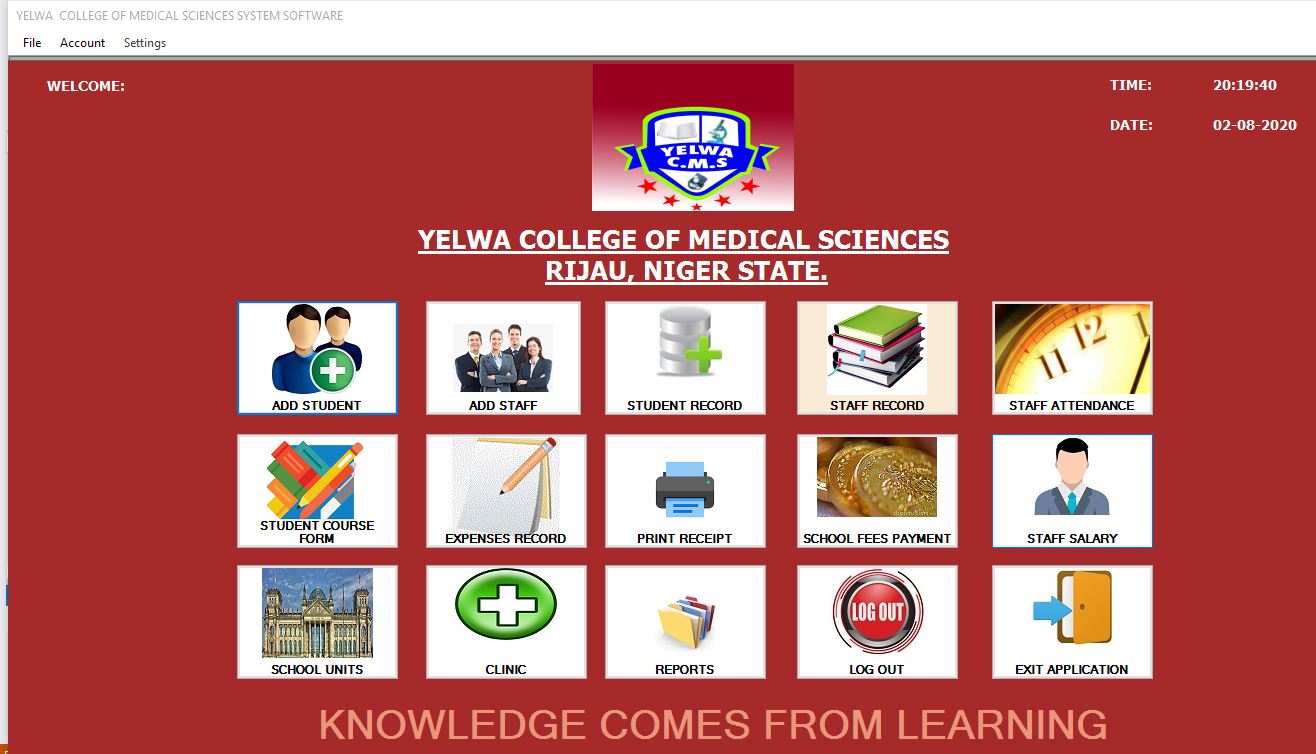 YELWA COLLEGE OF MEDICAL SCIENCES SYSTEM SOFTWARE
File Account Settings
WELCOME:
TIME: 20:19:40
DATE: 02-08-2020
YELWA
C.M.S
YELWA COLLEGE OF MEDICAL SCIENCES
RIJAU, NIGER STATE.
11 12 1
ADD STUDENT ADD STAFF STUDENT RECORD STAFF RECORD STAFF ATTENDANCE
STUDENT COURSE
FORM EXPENSES RECORD PRINT RECEIPT SCHOOL FEES PAYMENT STAFF SALARY
LOG OUT
SCHOOL UNITS CLINIC REPORTS LOG OUT EXIT APPLICATION
KNOWLEDGE COMES FROM LEARNING